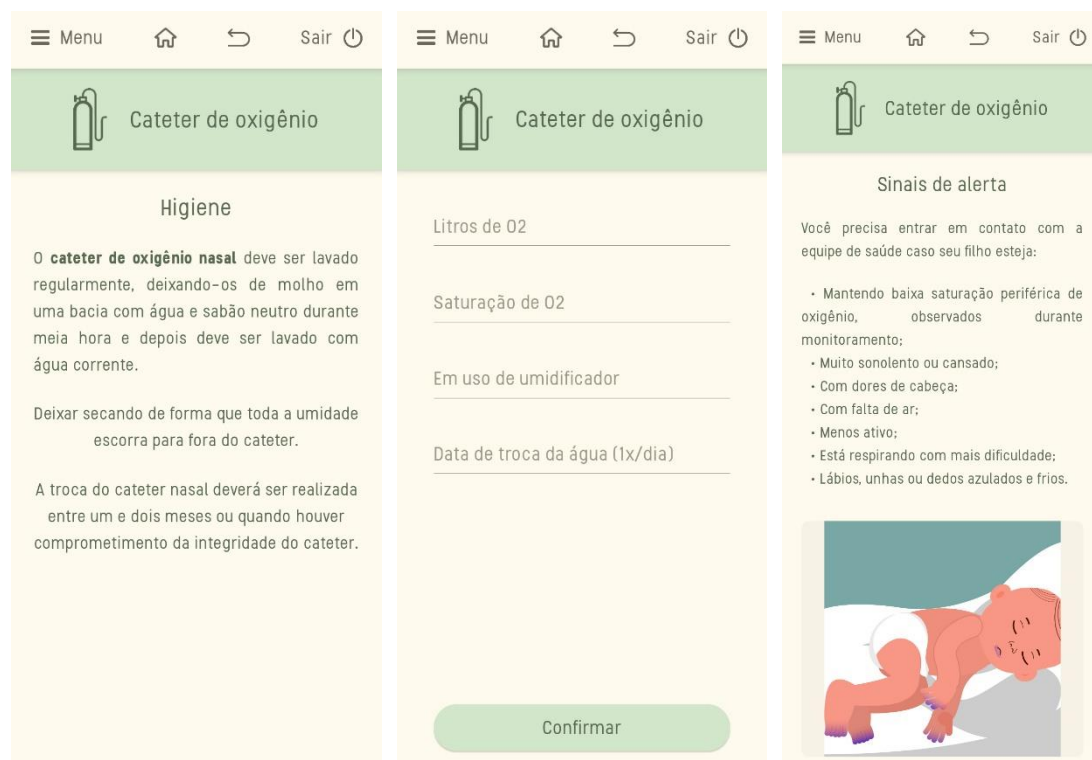 Menu
Sair
Cateter de oxigênio
Higiene
O cateter de oxigênio nasal deve ser lavado
regularmente, deixando-os de molho em
uma bacia com água e sabão neutro durante
meia hora e depois deve ser lavado com
água corrente.
Deixar secando de forma que toda a umidade
escorra para fora do cateter.
A troca do cateter nasal deverá ser realizada
entre um e dois meses ou quando houver
comprometimento da integridade do cateter.
Menu
Sair
Cateter de oxigênio
Litros de O2
Saturação de O2
Em uso de umidificador
Data de troca da água (1x/dia)
Confirmar
Menu
Sair
Cateter de oxigênio
Sinais de alerta
Você precisa entrar em contato com a
equipe de saúde caso seu filho esteja:
• Mantendo baixa saturação periférica de
oxigênio, observados durante
monitoramento;
• Muito sonolento ou cansado;
• Com dores de cabeça;
• Com falta de ar;
• Menos ativo;
• Está respirando com mais dificuldade;
• Lábios, unhas ou dedos azulados e frios.